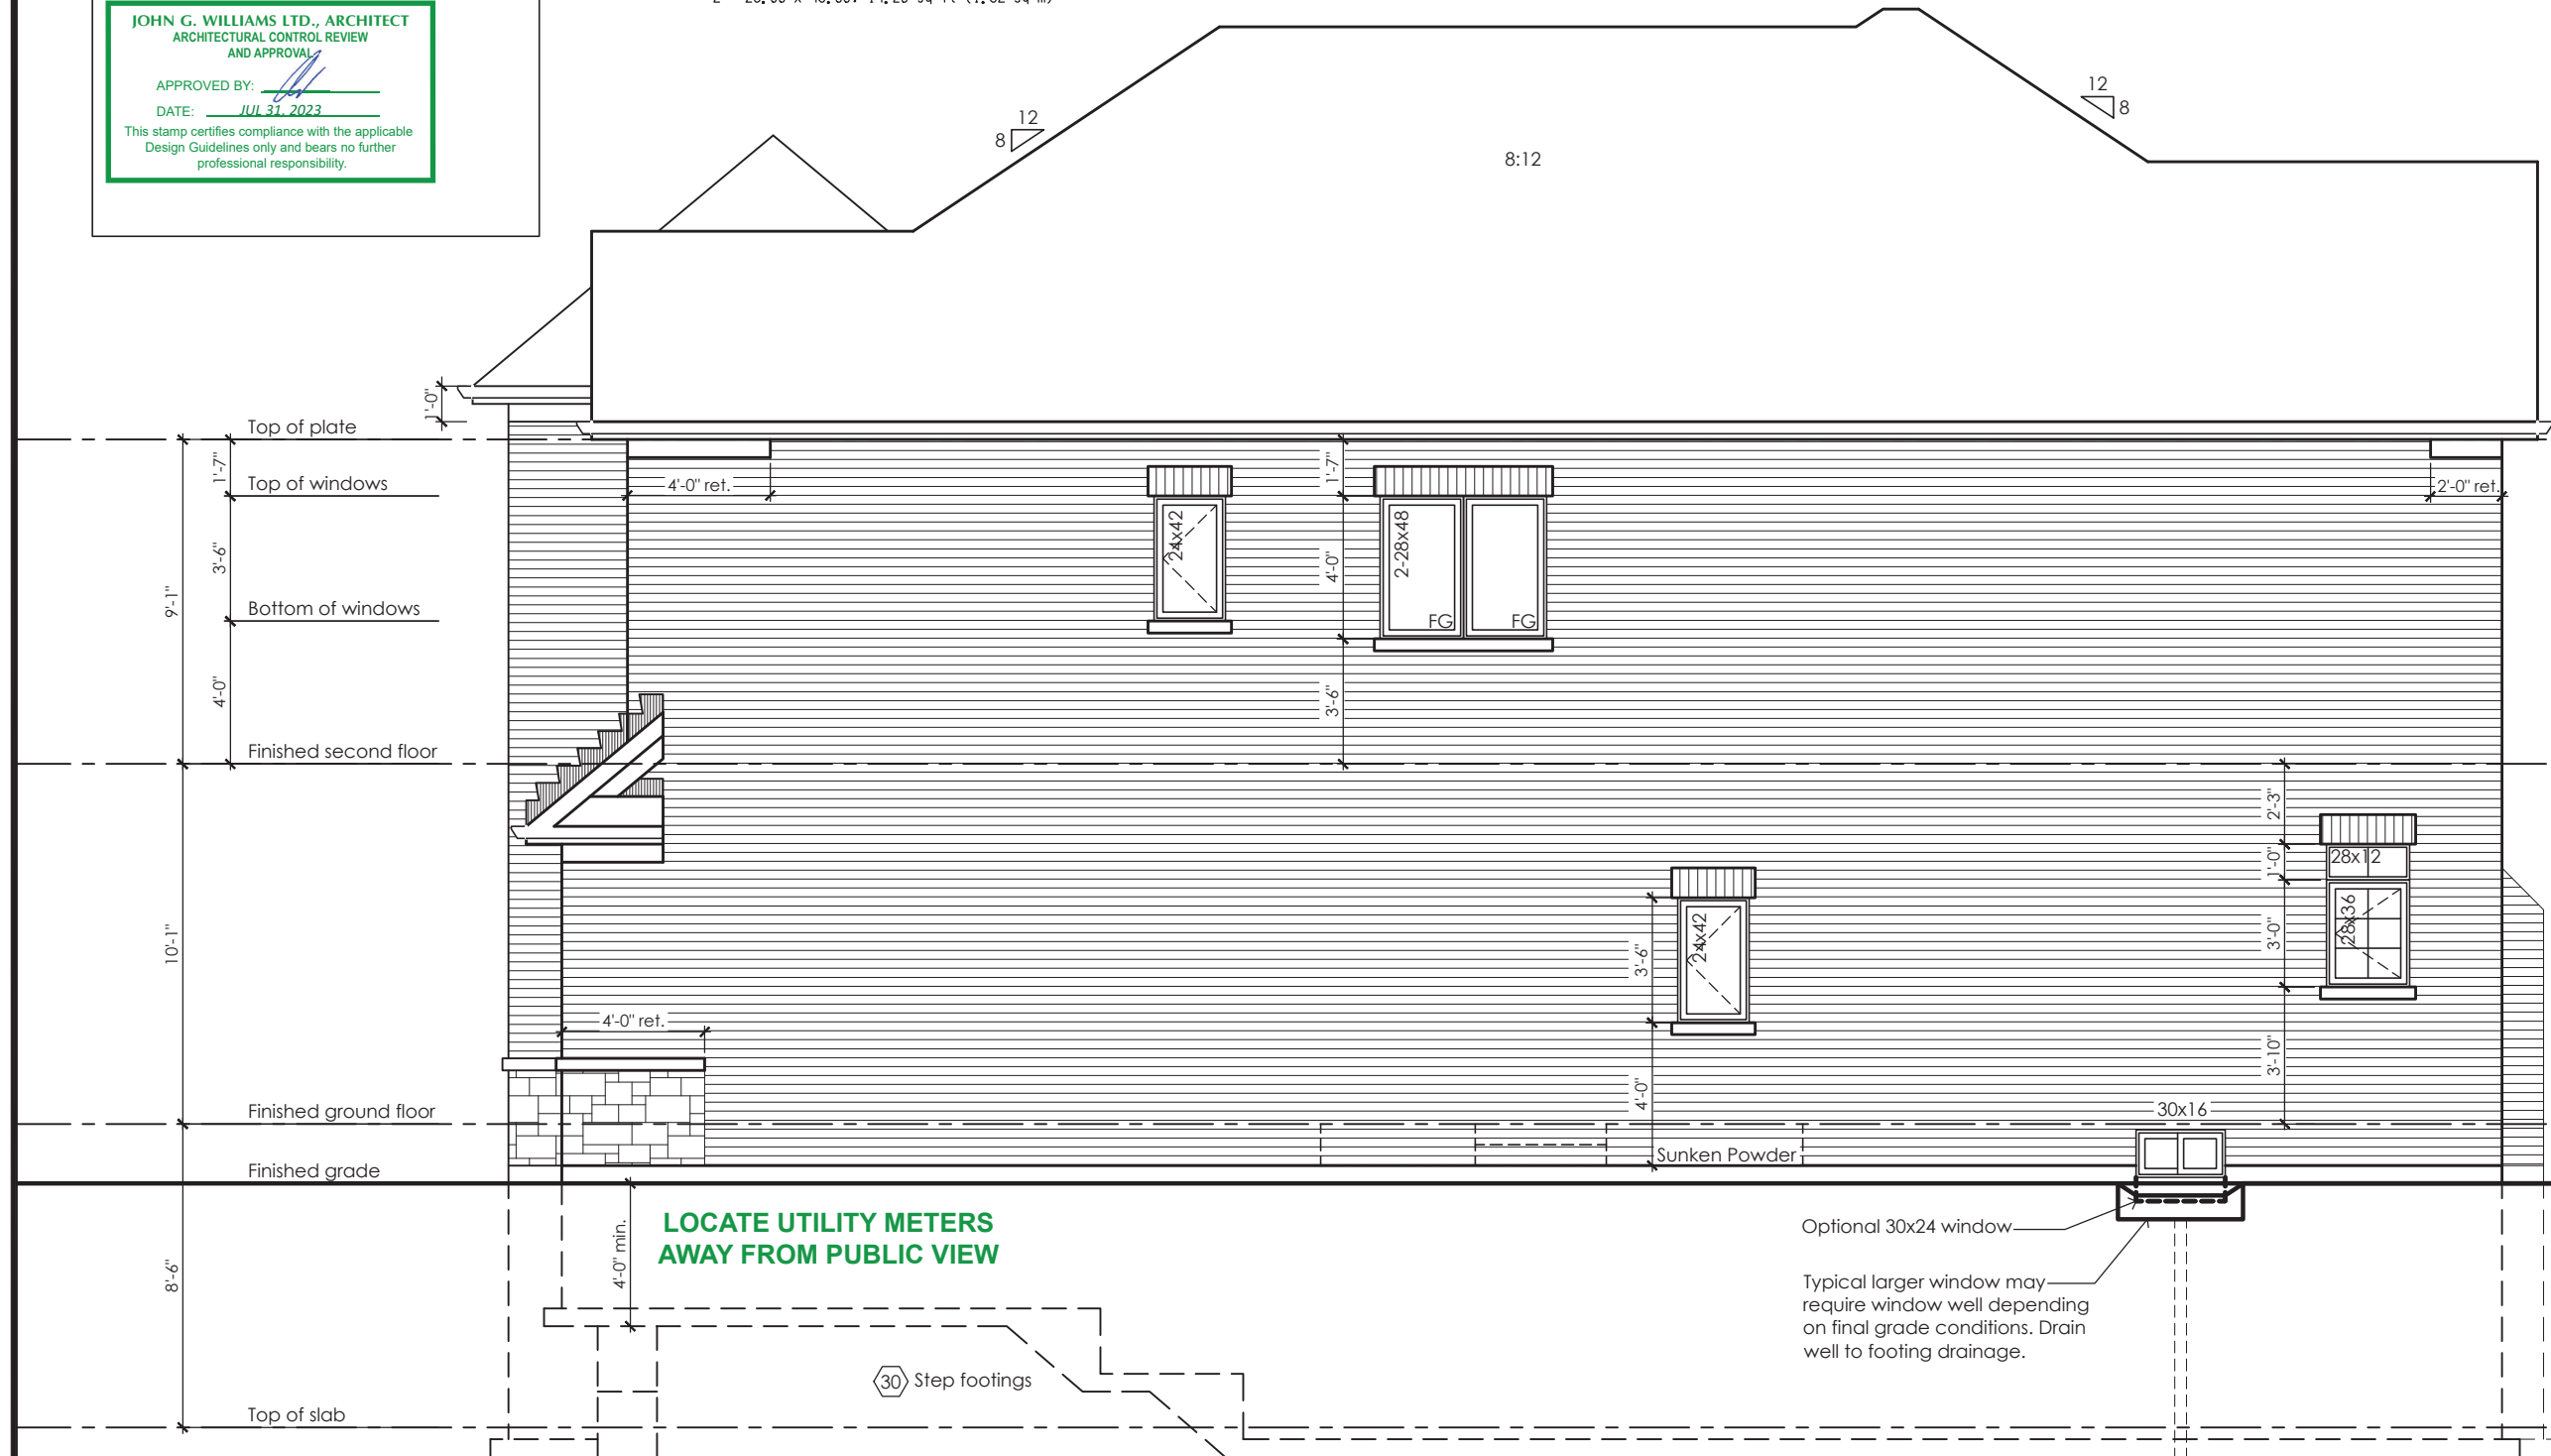 JOHN G. WILLIAMS LTD., ARCHITECT
ARCHITECTURAL CONTROL REVIEW
AND APPROVAL
APPROVED BY:
DATE: JUL 31, 2023
This stamp certifies compliance with the applicable
Design Guidelines only and bears no further
professional responsibility.
12
8
8:12
12
8
1'-0"
Top of plate
1'-7"
Top of windows
3'-6"
9'-1"
Bottom of windows
4'-0"
Finished second floor
10'-1"
Finished ground floor
Finished grade
8'-6"
Top of slab
4'-0" ret.
24x42
1'-7"
4'-0"
3'-6"
2-28x48
FG
FG
2'-0" ret.
2'-3"
1'-0"
3'-0"
3'-10"
28x12
28x36
3'-6"
4'-0"
24x42
4'-0" ret.
30x16
Sunken Powder
4'-0" min.
LOCATE UTILITY METERS
AWAY FROM PUBLIC VIEW
Optional 30x24 window
Typical larger window may
require window well depending
on final grade conditions. Drain
well to footing drainage.
30 Step footings